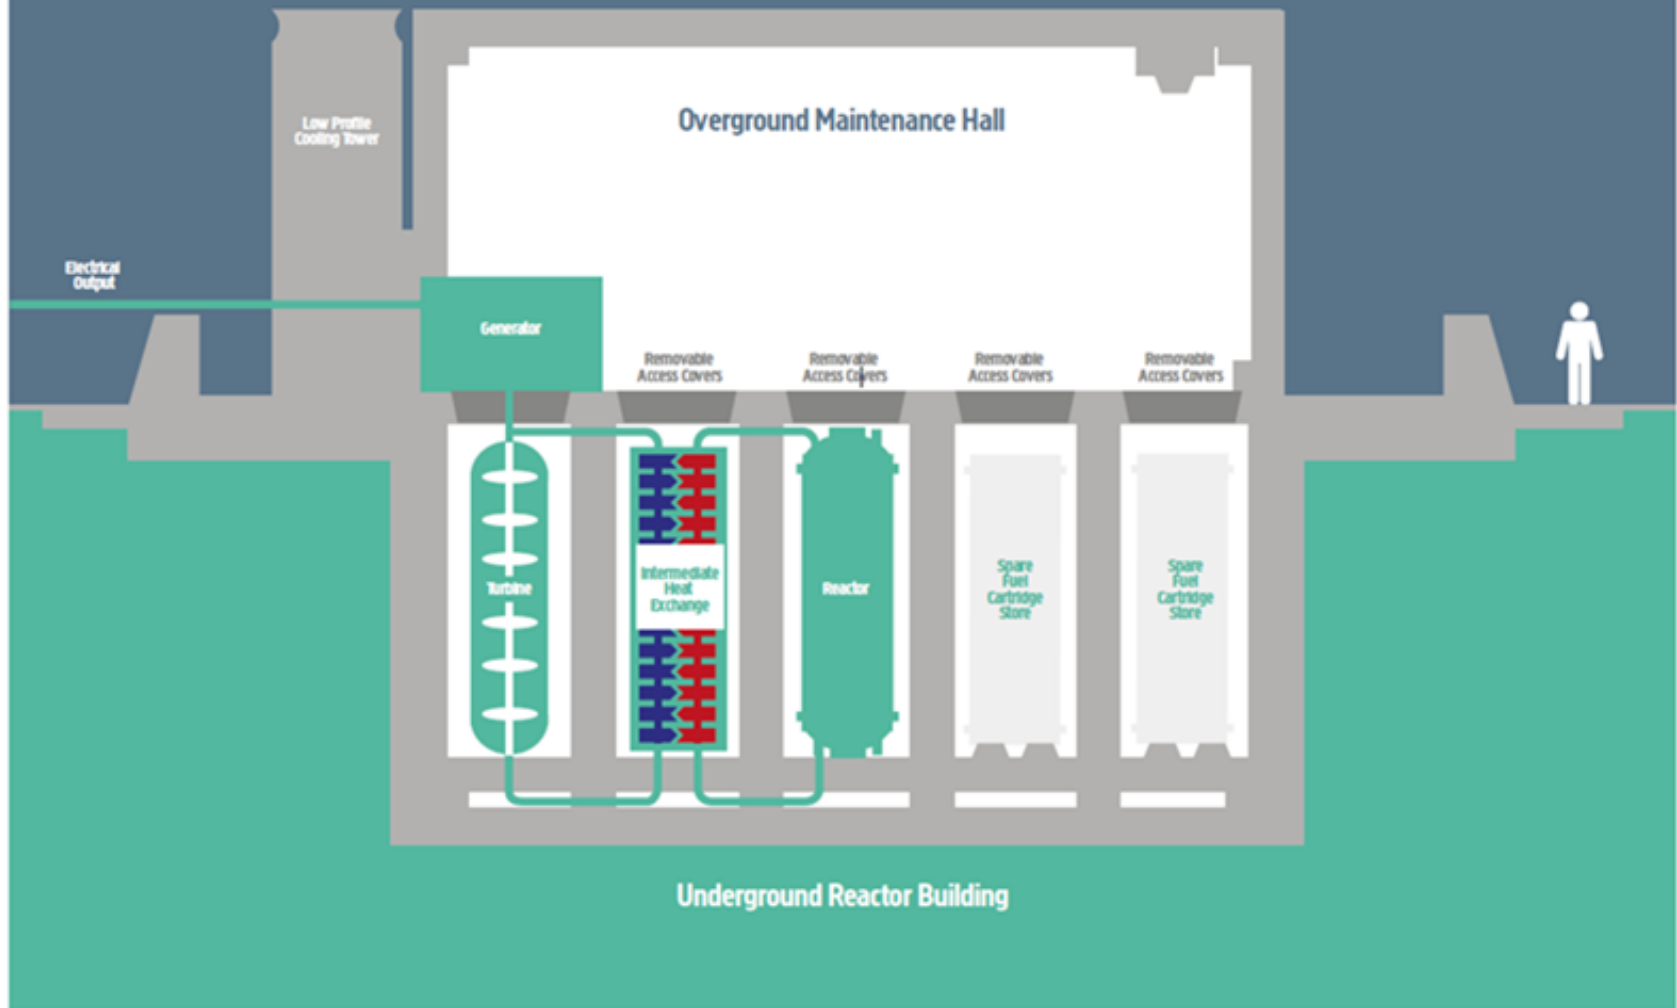 Overground Maintenance Hall
Low Profile
Cooling Tower
Electrical
Output
Generator
Removable
Access Covers
Removable
Access Covers
Removable
Access Covers
Removable
Access Covers
Turbine
Intermediate
Heat
Exchange
Reactor
Spare
Fuel
Cartridge
Store
Spare
Fuel
Cartridge
Store
Underground Reactor Building